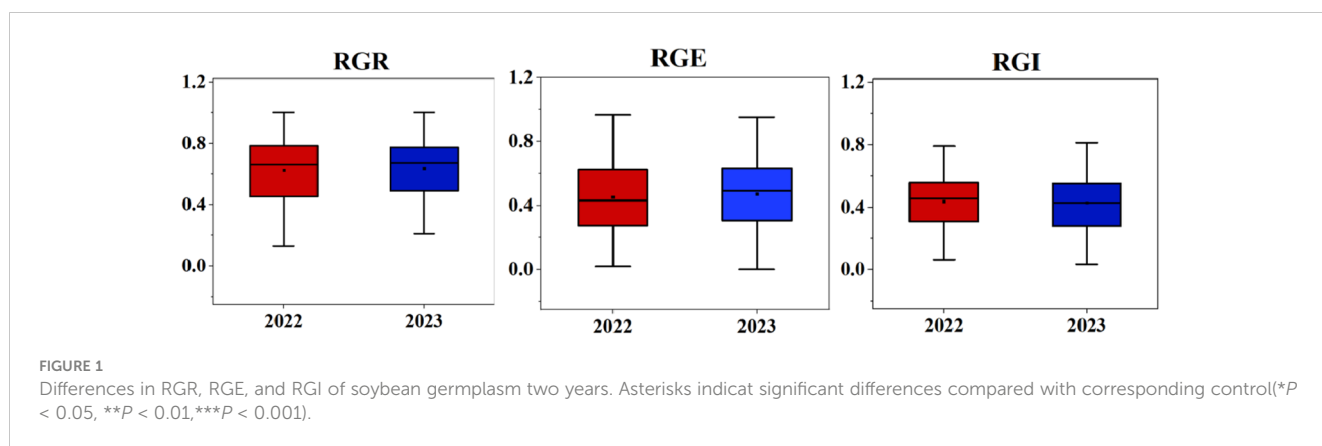 RGR
1.2
0.8
0.4
0.0
2022 2023
RGE
1.2
0.8
0.4
0.0
2022 2023
RGI
1.2
0.8
0.4
0.0
2022 2023
FIGURE 1
Differences in RGR, RGE, and RGI of soybean germplasm two years. Asterisks indicat significant differences compared with corresponding control(*P
< 0.05, **P < 0.01,***P < 0.001).